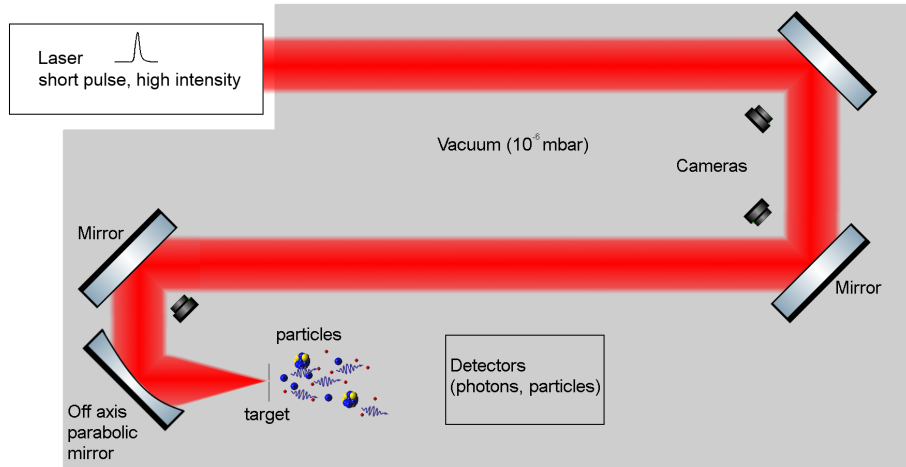 Laser
short pulse, high intensity
Vacuum (10⁻⁶ mbar)
Cameras
Mirror
Mirror
particles
target
Detectors
(photons, particles)
Off axis
parabolic
mirror